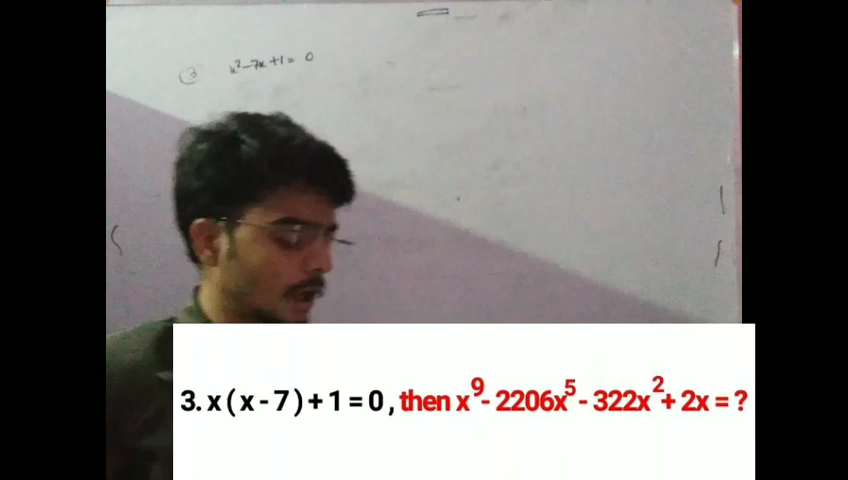 ③ x²-7x+1= 0
3. x ( x - 7 ) + 1 = 0 , then x⁹- 2206x⁵ - 322x² + 2x = ?